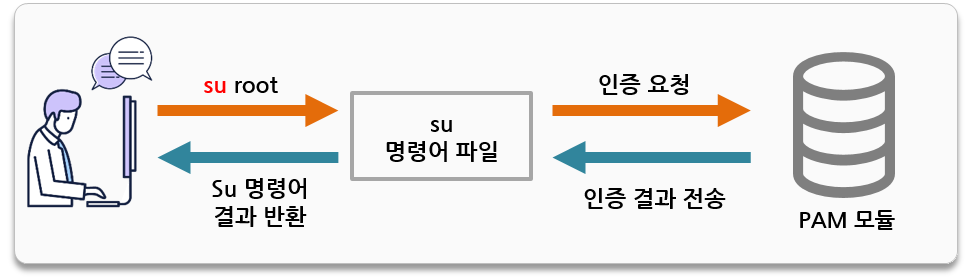 su root
Su 명령어
결과 반환
su
명령어 파일
인증 요청
인증 결과 전송
PAM 모듈